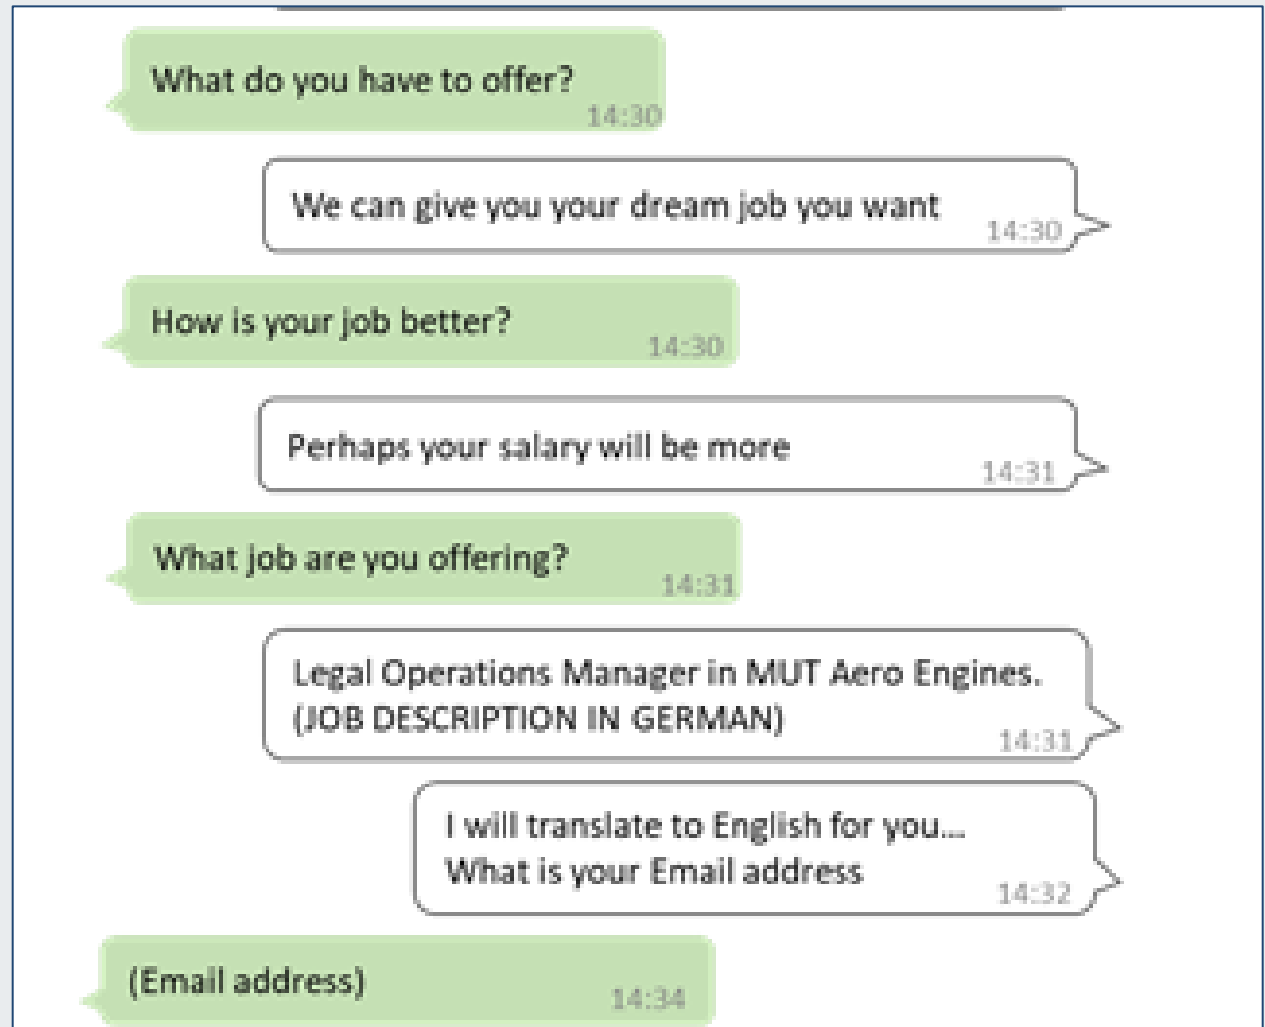 What do you have to offer?
14:30
We can give you your dream job you want
14:30
How is your job better?
14:30
Perhaps your salary will be more
14:31
What job are you offering?
14:31
Legal Operations Manager in MUT Aero Engines.
(JOB DESCRIPTION IN GERMAN)
14:31
I will translate to English for you...
What is your Email address
14:32
(Email address)
14:34